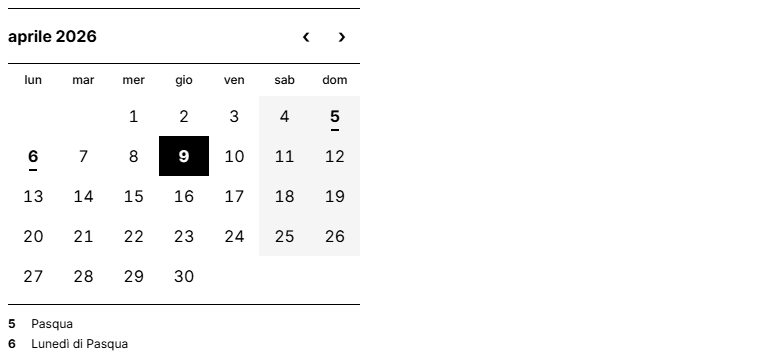 aprile 2026 ‹ ›
lun mar mer gio ven sab dom
1 2 3 4 5
6 7 8 9 10 11 12
13 14 15 16 17 18 19
20 21 22 23 24 25 26
27 28 29 30
5 Pasqua
6 Lunedì di Pasqua